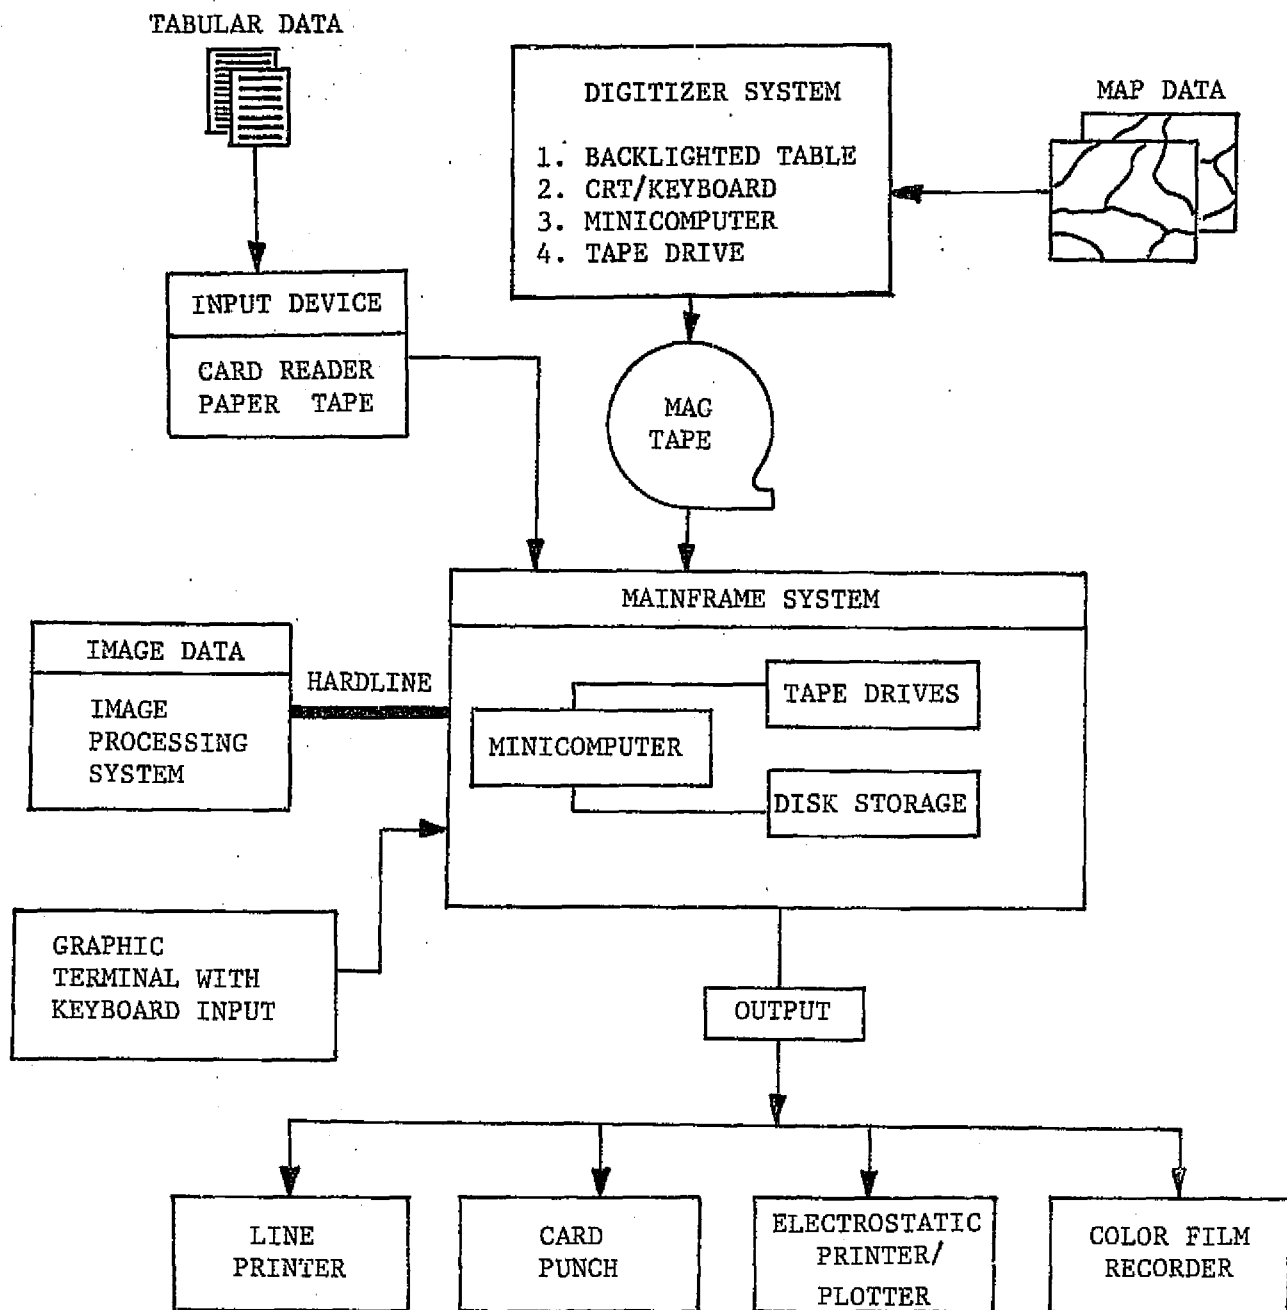 TABULAR DATA
DIGITIZER SYSTEM
1. BACKLIGHTED TABLE
2. CRT/KEYBOARD
3. MINICOMPUTER
4. TAPE DRIVE
MAP DATA
INPUT DEVICE
CARD READER
PAPER TAPE
MAG
TAPE
MAINFRAME SYSTEM
IMAGE DATA
IMAGE
PROCESSING
SYSTEM
HARDLINE
TAPE DRIVES
MINICOMPUTER
DISK STORAGE
GRAPHIC
TERMINAL WITH
KEYBOARD INPUT
OUTPUT
LINE
PRINTER
CARD
PUNCH
ELECTROSTATIC
PRINTER/
PLOTTER
COLOR FILM
RECORDER